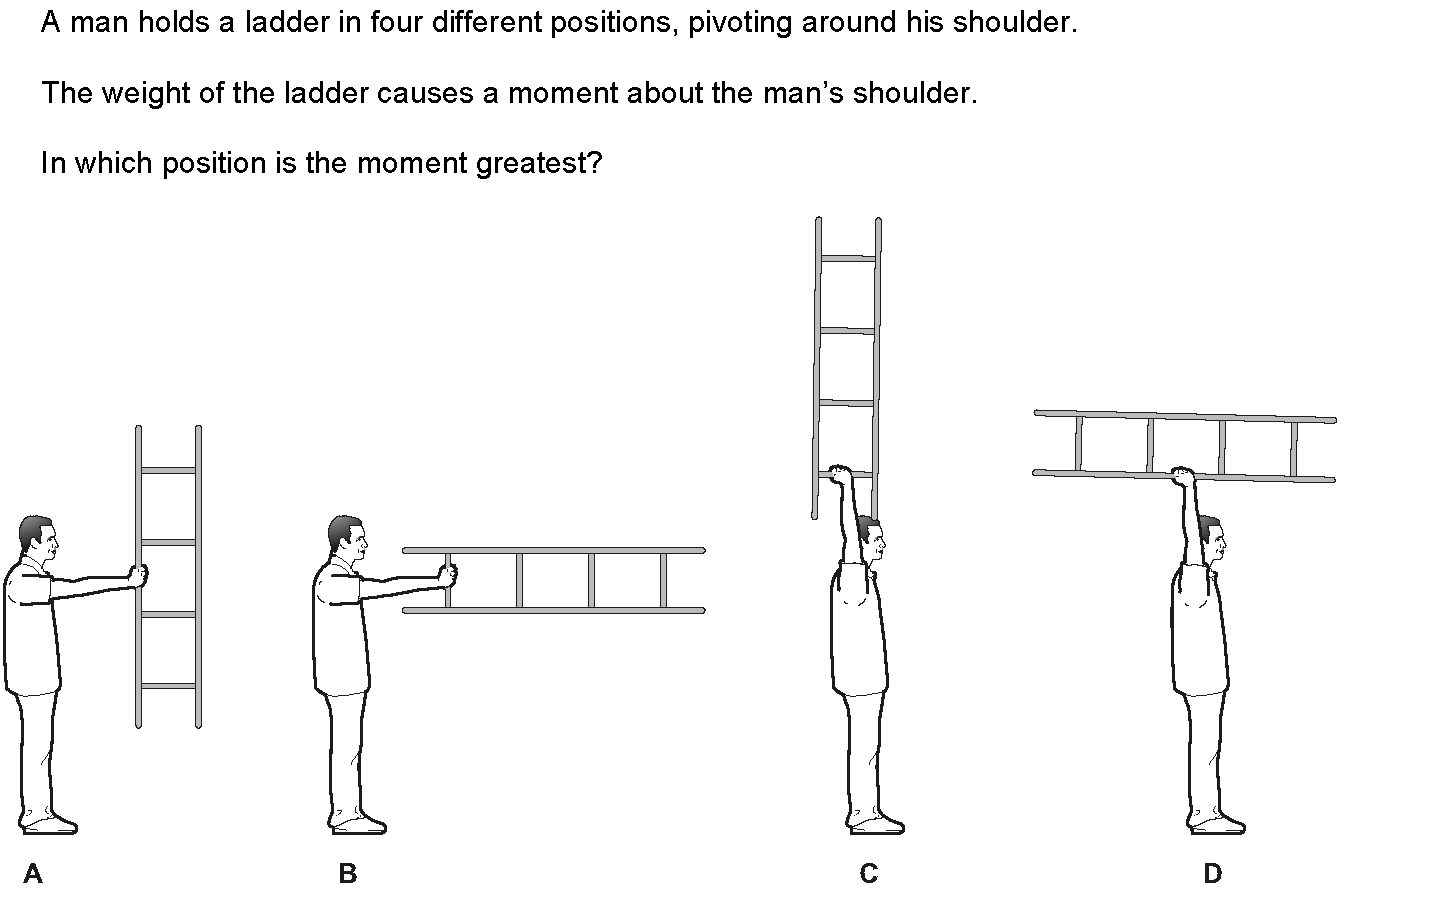 A man holds a ladder in four different positions, pivoting around his shoulder.
The weight of the ladder causes a moment about the man’s shoulder.
In which position is the moment greatest?
A B C D